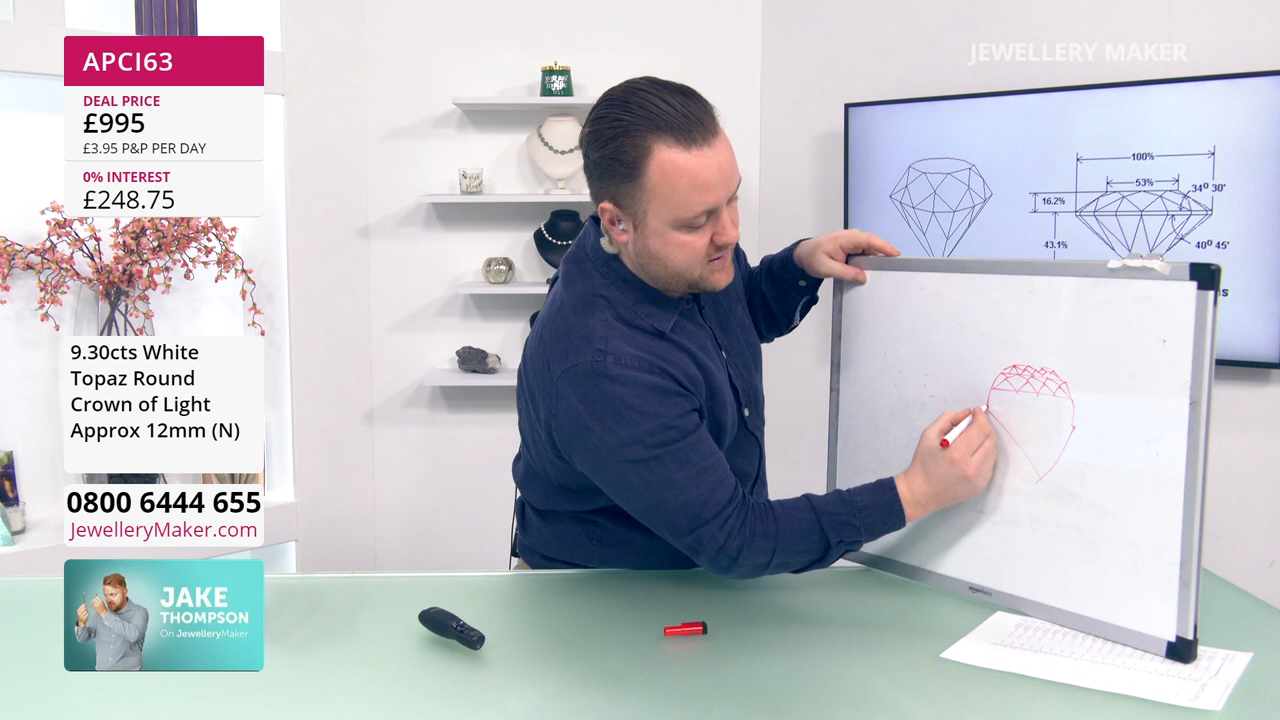 APCI63
DEAL PRICE
£995
£3.95 P&P PER DAY
0% INTEREST
£248.75
9.30cts White
Topaz Round
Crown of Light
Approx 12mm (N)
0800 6444 655
JewelleryMaker.com
JAKE
THOMPSON
On JewelleryMaker
JEWELLERY MAKER
100%
53%
34º 30'
16.2%
43.1%
40º 45'